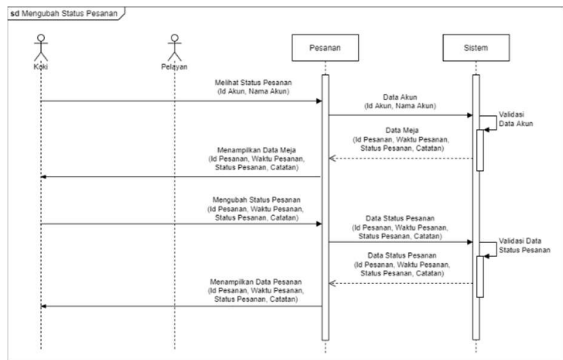 sd Mengubah Status Pesanan
Koki
Pelayan
Pesanan
Sistem
Melihat Status Pesanan
(Id Akun, Nama Akun)
Data Akun
(Id Akun, Nama Akun)
Validasi
Data Akun
Data Meja
(Id Pesanan, Waktu Pesanan,
Status Pesanan, Catatan)
Menampilkan Data Meja
(Id Pesanan, Waktu Pesanan,
Status Pesanan, Catatan)
Mengubah Status Pesanan
(Id Pesanan, Waktu Pesanan,
Status Pesanan, Catatan)
Data Status Pesanan
(Id Pesanan, Waktu Pesanan,
Status Pesanan, Catatan)
Validasi Data
Status Pesanan
Data Status Pesanan
(Id Pesanan, Waktu Pesanan,
Status Pesanan, Catatan)
Menampilkan Data Pesanan
(Id Pesanan, Waktu Pesanan,
Status Pesanan, Catatan)